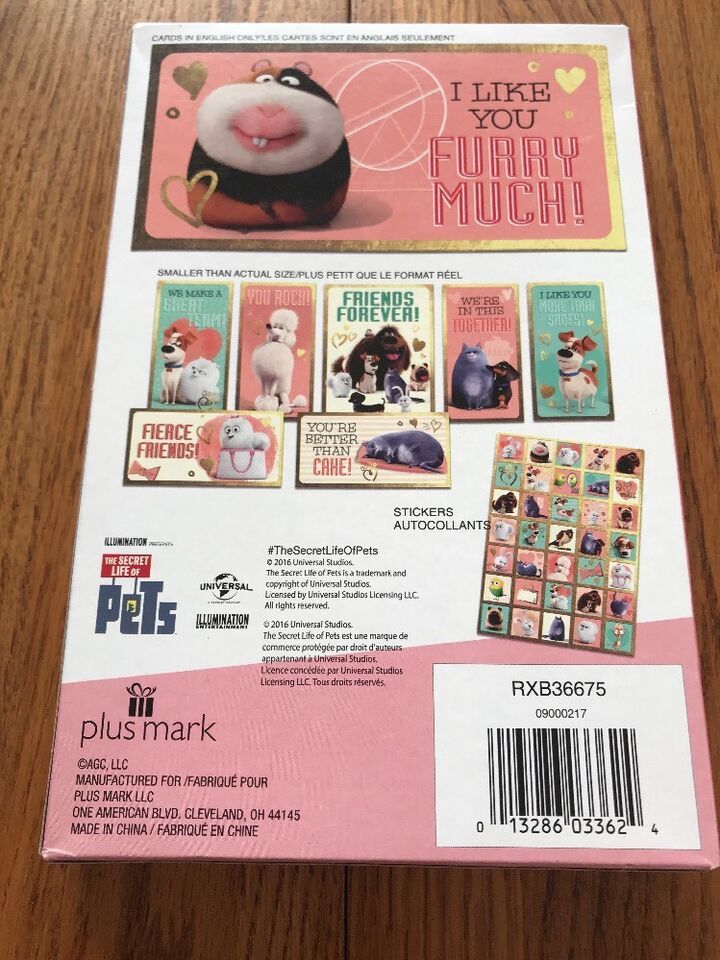 CARDS IN ENGLISH ONLY/LES CARTES SONT EN ANGLAIS SEULEMENT
I LIKE
YOU
FURRY
MUCH!
SMALLER THAN ACTUAL SIZE/PLUS PETIT QUE LE FORMAT RÉEL
WE MAKE A
GREAT
TEAM!
YOU ROCK!
FRIENDS
FOREVER!
WE'RE
IN THIS
TOGETHER!
I LIKE YOU
MORE THAN
SHOES!
FIERCE
FRIENDS!
YOU'RE
BETTER
THAN
CAKE!
STICKERS
AUTOCOLLANTS
ILLUMINATION PRESENTS
THE SECRET
LIFE OF
PETS
UNIVERSAL
ILLUMINATION
ENTERTAINMENT
#TheSecretLifeOfPets
© 2016 Universal Studios.
The Secret Life of Pets is a trademark and
copyright of Universal Studios.
Licensed by Universal Studios Licensing LLC.
All rights reserved.
© 2016 Universal Studios.
The Secret Life of Pets est une marque de
commerce protégée par droit d'auteurs
appartenant à Universal Studios.
Licence concédée par Universal Studios
Licensing LLC. Tous droits réservés.
plus mark
©AGC, LLC
MANUFACTURED FOR /FABRIQUÉ POUR
PLUS MARK LLC
ONE AMERICAN BLVD. CLEVELAND, OH 44145
MADE IN CHINA / FABRIQUÉ EN CHINE
RXB36675
09000217
0 13286 03362 4